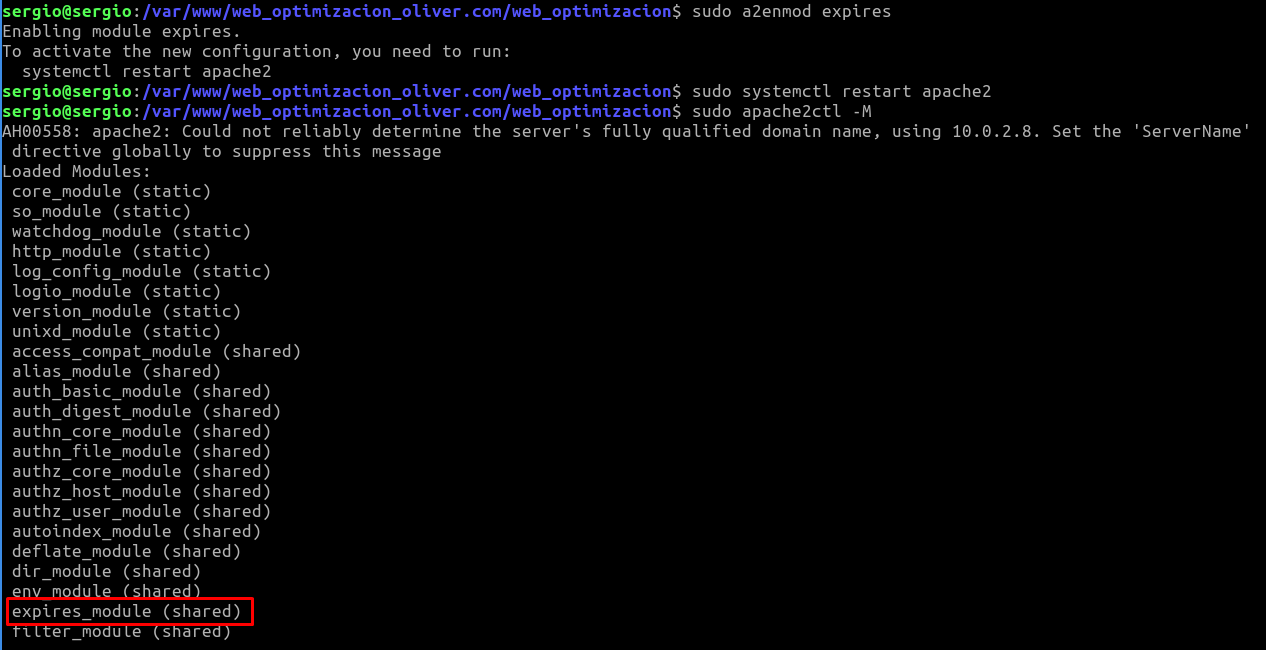 sergio@sergio:/var/www/web_optimizacion_oliver.com/web_optimizacion$ sudo a2enmod expires
Enabling module expires.
To activate the new configuration, you need to run:
  systemctl restart apache2
sergio@sergio:/var/www/web_optimizacion_oliver.com/web_optimizacion$ sudo systemctl restart apache2
sergio@sergio:/var/www/web_optimizacion_oliver.com/web_optimizacion$ sudo apache2ctl -M
AH00558: apache2: Could not reliably determine the server's fully qualified domain name, using 10.0.2.8. Set the 'ServerName'
 directive globally to suppress this message
Loaded Modules:
 core_module (static)
 so_module (static)
 watchdog_module (static)
 http_module (static)
 log_config_module (static)
 logio_module (static)
 version_module (static)
 unixd_module (static)
 access_compat_module (shared)
 alias_module (shared)
 auth_basic_module (shared)
 auth_digest_module (shared)
 authn_core_module (shared)
 authn_file_module (shared)
 authz_core_module (shared)
 authz_host_module (shared)
 authz_user_module (shared)
 autoindex_module (shared)
 deflate_module (shared)
 dir_module (shared)
 env_module (shared)
 expires_module (shared)
 filter_module (shared)